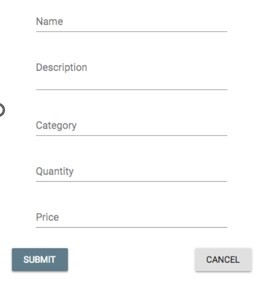 Name
Description
Category
Quantity
Price
SUBMIT CANCEL